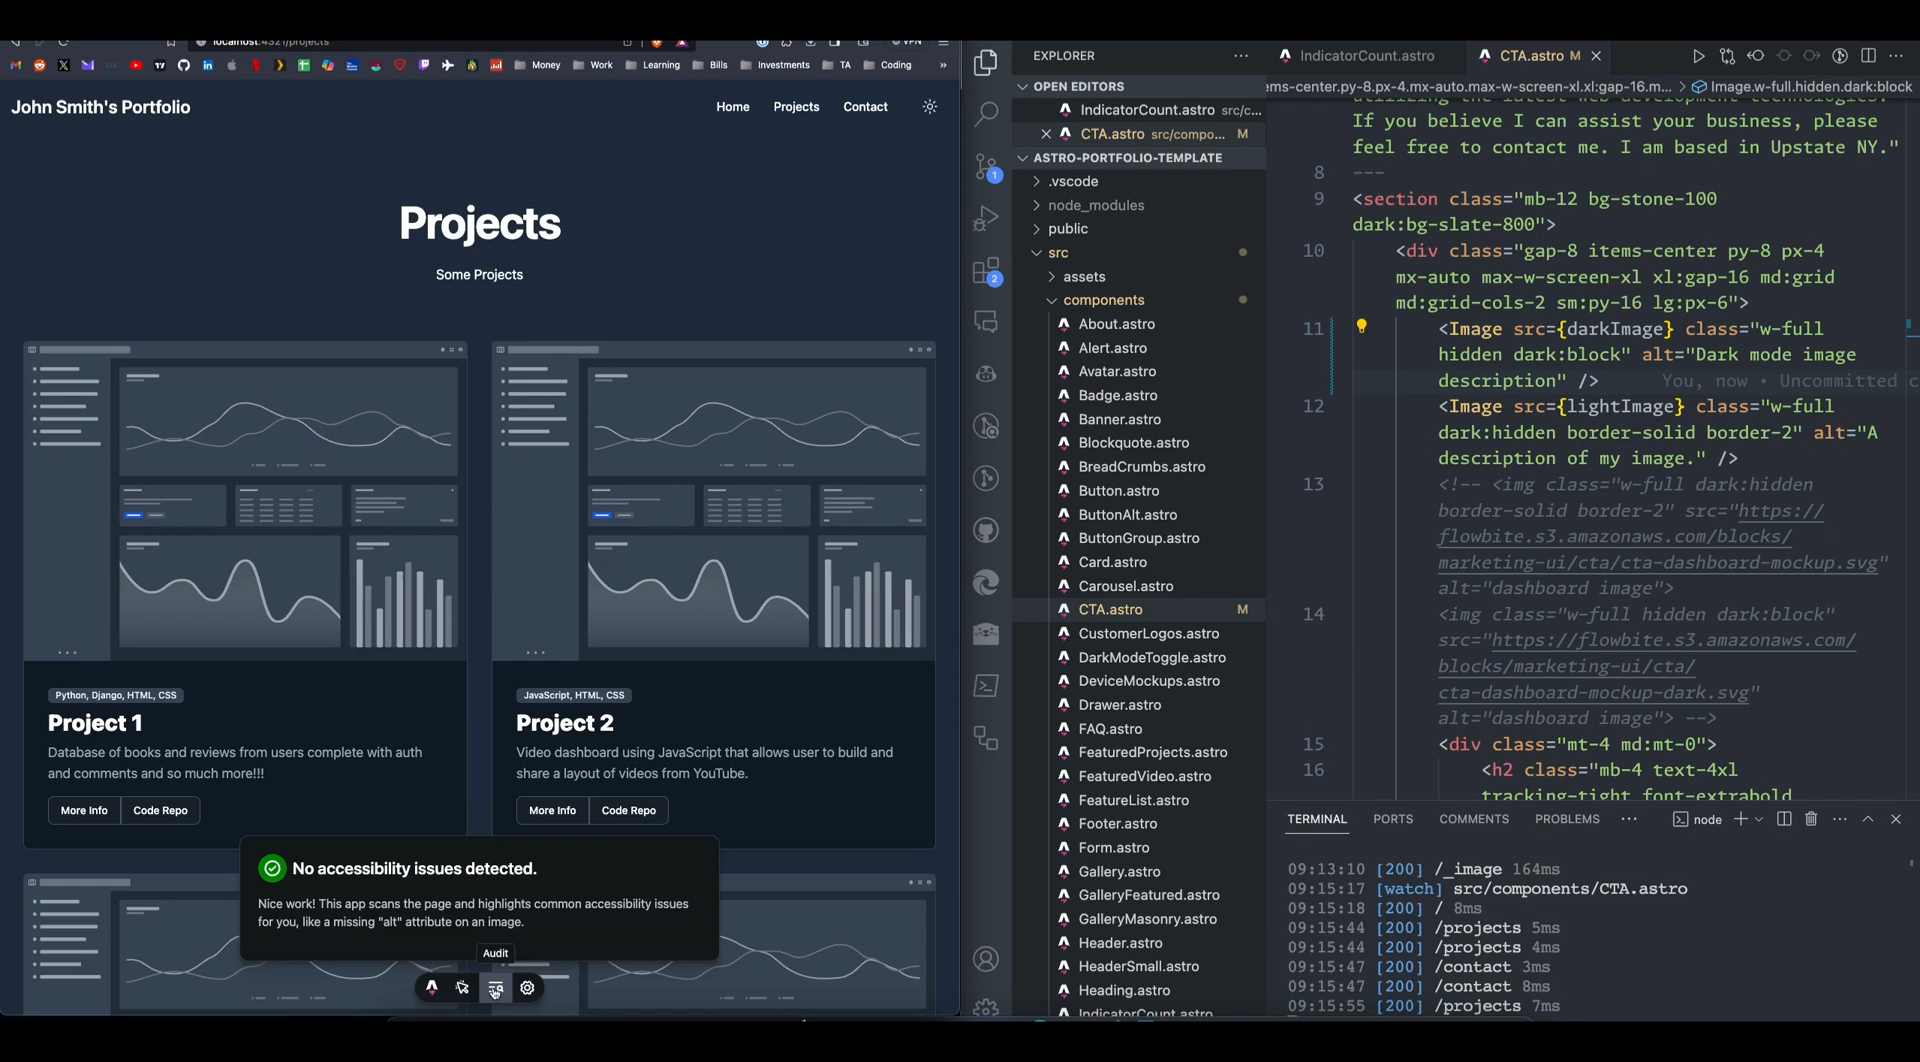 localhost:4321/projects
VPN
Money
Work
Learning
Bills
Investments
TA
Coding
»
John Smith's Portfolio
Home
Projects
Contact
Projects
Some Projects
Python, Django, HTML, CSS
Project 1
Database of books and reviews from users complete with auth
and comments and so much more!!!
More Info
Code Repo
JavaScript, HTML, CSS
Project 2
Video dashboard using JavaScript that allows user to build and
share a layout of videos from YouTube.
More Info
Code Repo
No accessibility issues detected.
Nice work! This app scans the page and highlights common accessibility issues
for you, like a missing "alt" attribute on an image.
Audit
1
2
EXPLORER
OPEN EDITORS
IndicatorCount.astro src/c...
CTA.astro src/compo... M
ASTRO-PORTFOLIO-TEMPLATE
.vscode
node_modules
public
src
assets
components
About.astro
Alert.astro
Avatar.astro
Badge.astro
Banner.astro
Blockquote.astro
BreadCrumbs.astro
Button.astro
ButtonAlt.astro
ButtonGroup.astro
Card.astro
Carousel.astro
CTA.astro M
CustomerLogos.astro
DarkModeToggle.astro
DeviceMockups.astro
Drawer.astro
FAQ.astro
FeaturedProjects.astro
FeaturedVideo.astro
FeatureList.astro
Footer.astro
Form.astro
Gallery.astro
GalleryFeatured.astro
GalleryMasonry.astro
Header.astro
HeaderSmall.astro
Heading.astro
IndicatorCount.astro
IndicatorCount.astro
CTA.astro M
ems-center.py-8.px-4.mx-auto.max-w-screen-xl.xl:gap-16.m... > Image.w-full.hidden.dark:block
utilizing the latest web development technologies.
If you believe I can assist your business, please
feel free to contact me. I am based in Upstate NY."
8 ---
9 <section class="mb-12 bg-stone-100
dark:bg-slate-800">
10 <div class="gap-8 items-center py-8 px-4
mx-auto max-w-screen-xl xl:gap-16 md:grid
md:grid-cols-2 sm:py-16 lg:px-6">
11 <Image src={darkImage} class="w-full
hidden dark:block" alt="Dark mode image
description" /> You, now • Uncommitted c
12 <Image src={lightImage} class="w-full
dark:hidden border-solid border-2" alt="A
description of my image." />
13 <!-- <img class="w-full dark:hidden
border-solid border-2" src="https://
flowbite.s3.amazonaws.com/blocks/
marketing-ui/cta/cta-dashboard-mockup.svg"
alt="dashboard image">
14 <img class="w-full hidden dark:block"
src="https://flowbite.s3.amazonaws.com/
blocks/marketing-ui/cta/
cta-dashboard-mockup-dark.svg"
alt="dashboard image"> -->
15 <div class="mt-4 md:mt-0">
16 <h2 class="mb-4 text-4xl
tracking-tight font-extrabold
TERMINAL
PORTS
COMMENTS
PROBLEMS
node
09:13:10 [200] /_image 164ms
09:15:17 [watch] src/components/CTA.astro
09:15:18 [200] / 8ms
09:15:44 [200] /projects 5ms
09:15:44 [200] /projects 4ms
09:15:47 [200] /contact 3ms
09:15:47 [200] /contact 8ms
09:15:55 [200] /projects 7ms